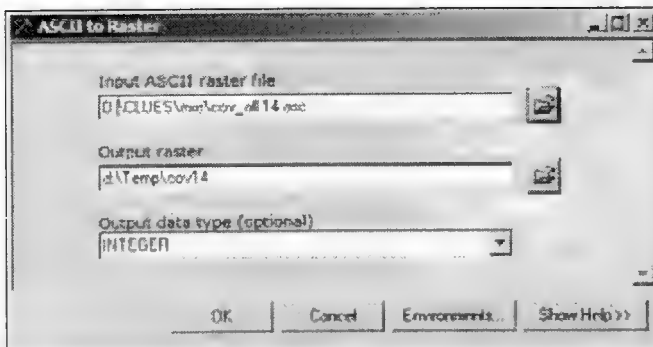 ASCII to Raster
Input ASCII raster file
D:\CLUES\ \cov_all14.asc
Output raster
d:\Temp\cov14
Output data type (optional)
INTEGER
OK Cancel Environments... Show Help >>